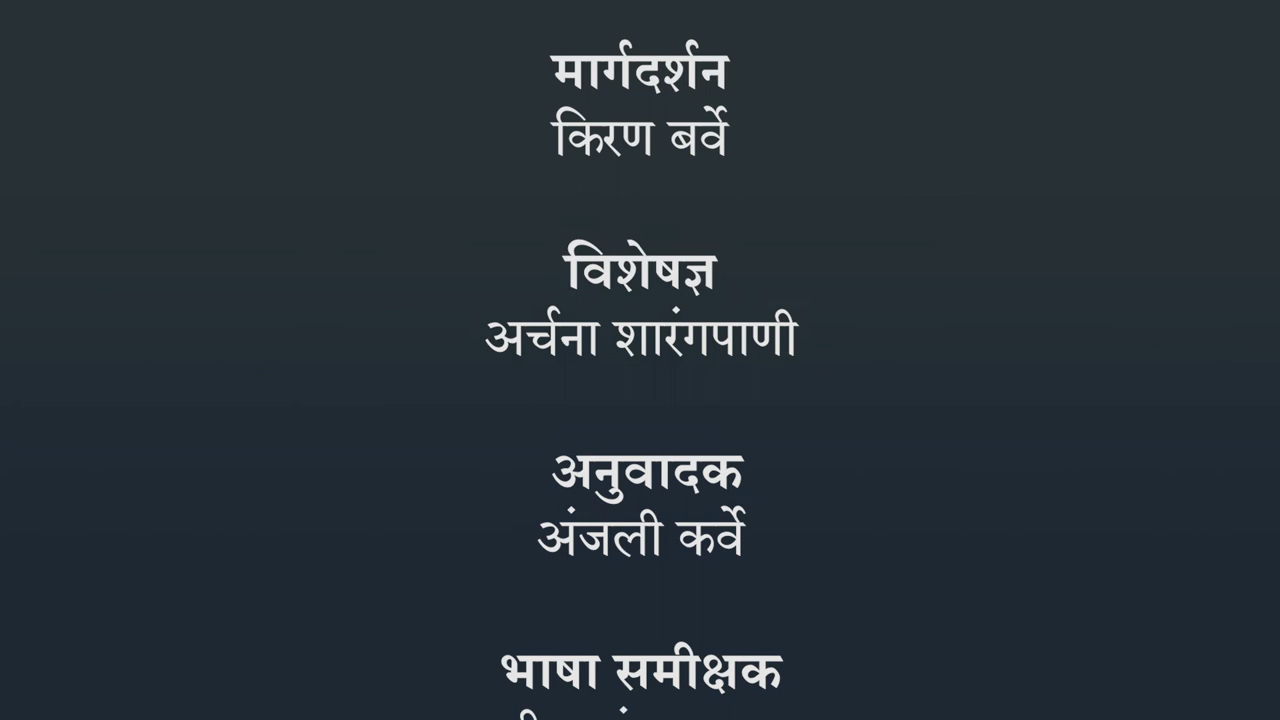 मार्गदर्शन
किरण बर्वे
विशेषज्ञ
अर्चना शारंगपाणी
अनुवादक
अंजली कर्वे
भाषा समीक्षक